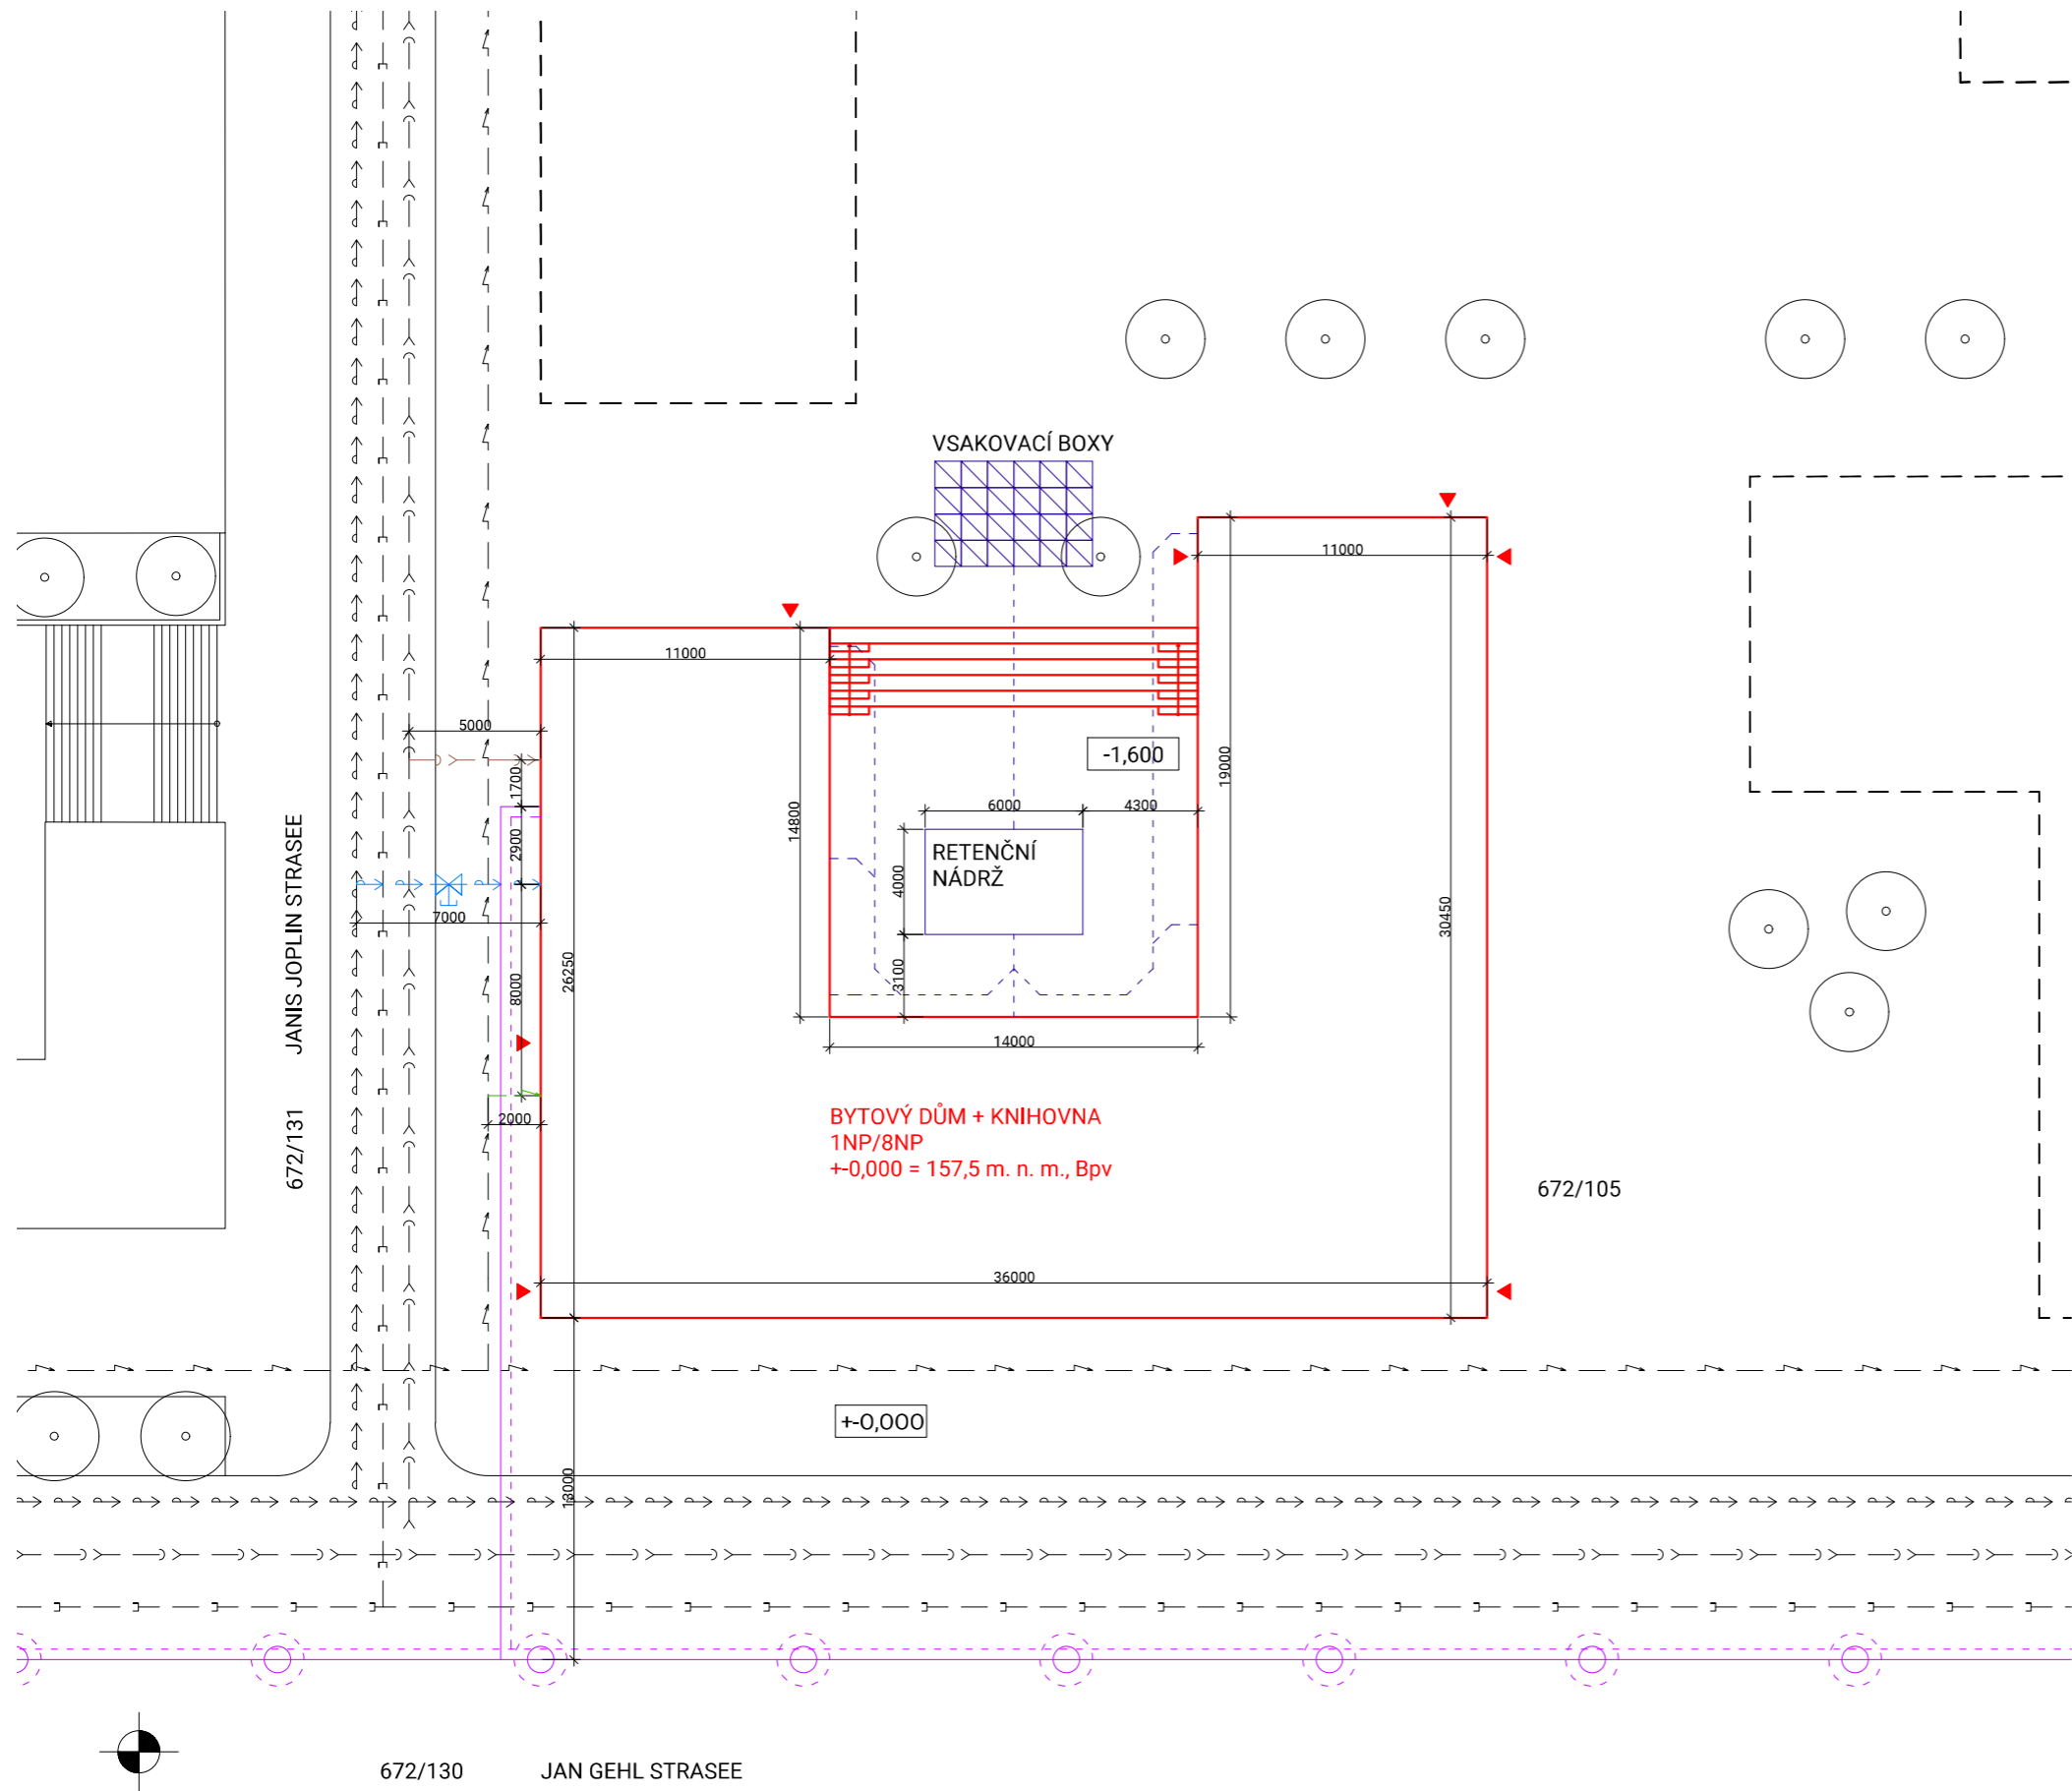 VSAKOVACÍ BOXY
11000
11000
5000
1700
-1,600
19000
14800
6000
4300
2900
RETENČNÍ
NÁDRŽ
4000
7000
JANIS JOPLIN STRASEE
672/131
30450
26250
8000
3100
14000
2000
BYTOVÝ DŮM + KNIHOVNA
1NP/8NP
+-0,000 = 157,5 m. n. m., Bpv
672/105
36000
+-0,000
13000
672/130 JAN GEHL STRASEE